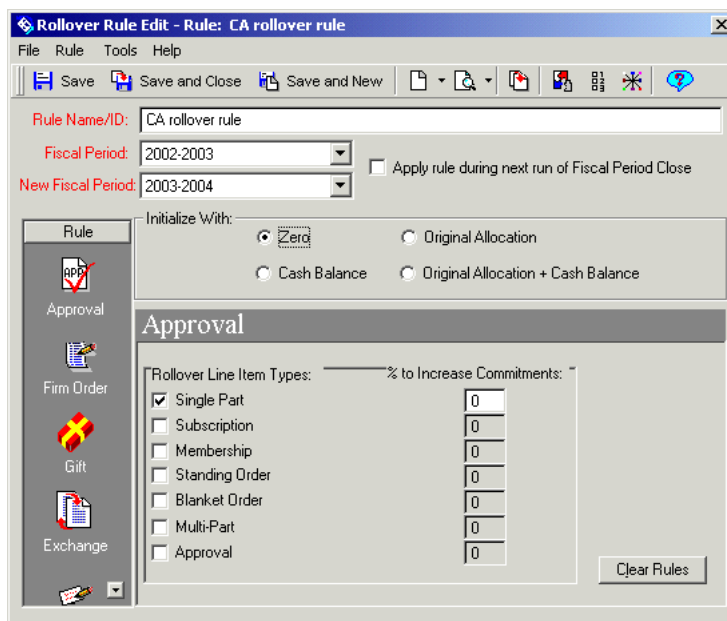 Rollover Rule Edit - Rule: CA rollover rule
File Rule Tools Help
Save Save and Close Save and New
Rule Name/ID: CA rollover rule
Fiscal Period: 2002-2003
Apply rule during next run of Fiscal Period Close
New Fiscal Period: 2003-2004
Initialize With:
Zero Original Allocation
Cash Balance Original Allocation + Cash Balance
Rule
Approval
Firm Order
Gift
Exchange
Approval
Rollover Line Item Types: % to Increase Commitments:
Single Part 0
Subscription 0
Membership 0
Standing Order 0
Blanket Order 0
Multi-Part 0
Approval 0
Clear Rules